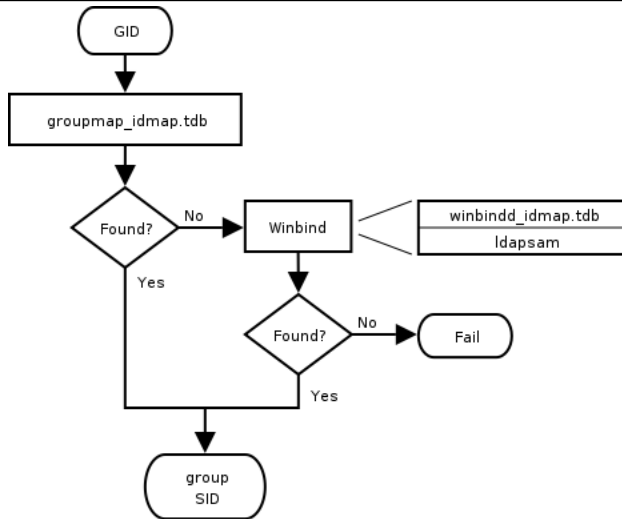 GID
groupmap_idmap.tdb
Found?
No
Winbind
winbindd_idmap.tdb
ldapsam
Yes
Found?
No
Fail
Yes
group
SID